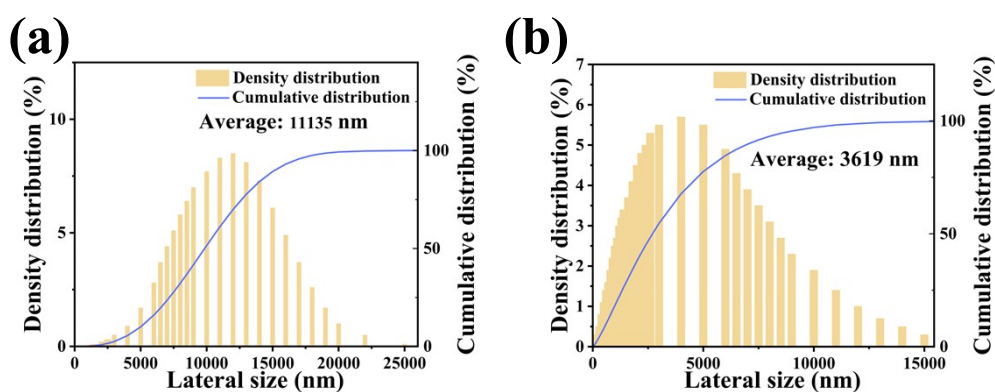 (a)
Density distribution
Cumulative distribution
Average: 11135 nm
Density distribution (%)
0
5
10
0
5000
10000
15000
20000
25000
Lateral size (nm)
0
50
100
Cumulative distribution (%)
(b)
Density distribution
Cumulative distribution
Average: 3619 nm
Density distribution (%)
0
1
2
3
4
5
6
7
0
5000
10000
15000
Lateral size (nm)
0
50
100
Cumulative distribution (%)